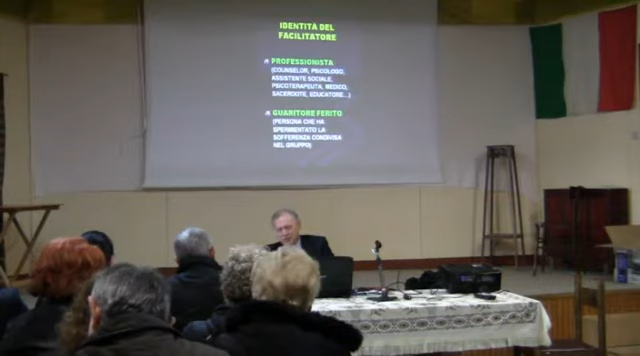 IDENTITÀ DEL
FACILITATORE
PROFESSIONISTA
(COUNSELOR, PSICOLOGO,
ASSISTENTE SOCIALE,
PSICOTERAPEUTA, MEDICO,
SACERDOTE, EDUCATORE...)
GUARITORE FERITO
(PERSONA CHE HA
SPERIMENTATO LA
SOFFERENZA CONDIVISA
NEL GRUPPO)